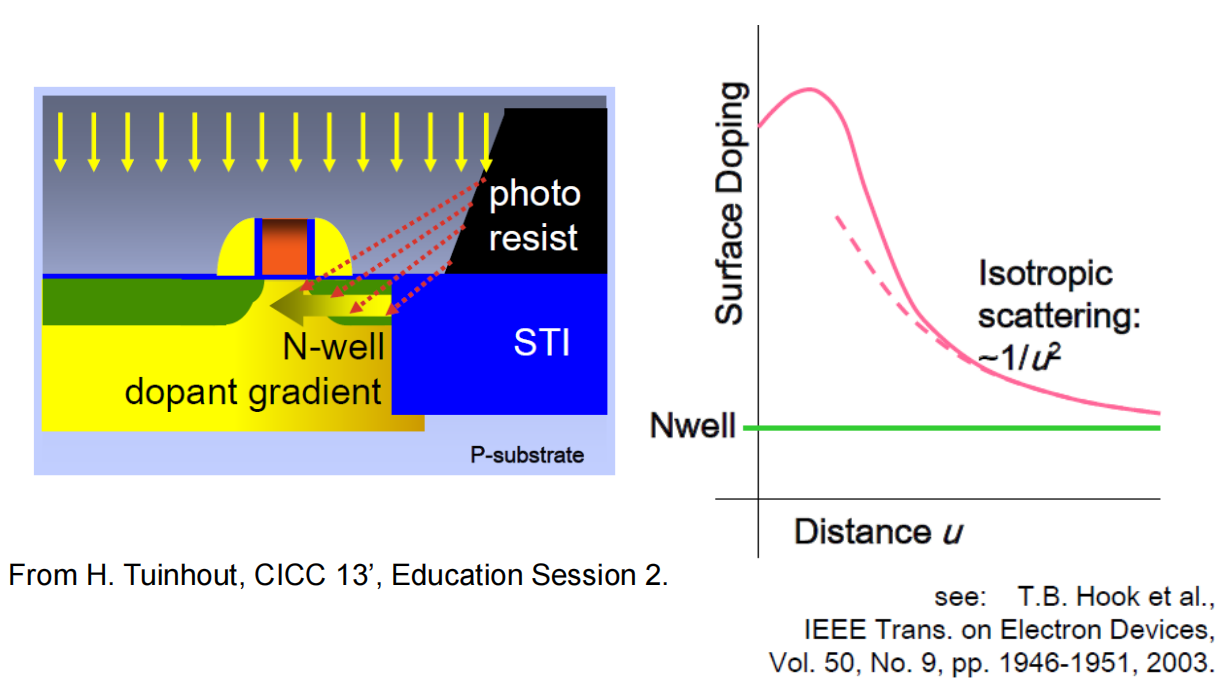 photo
resist
STI
N-well
dopant gradient
P-substrate
From H. Tuinhout, CICC 13’, Education Session 2.
Surface Doping
Isotropic
scattering:
~1/u²
Nwell
Distance u
see: T.B. Hook et al.,
IEEE Trans. on Electron Devices,
Vol. 50, No. 9, pp. 1946-1951, 2003.